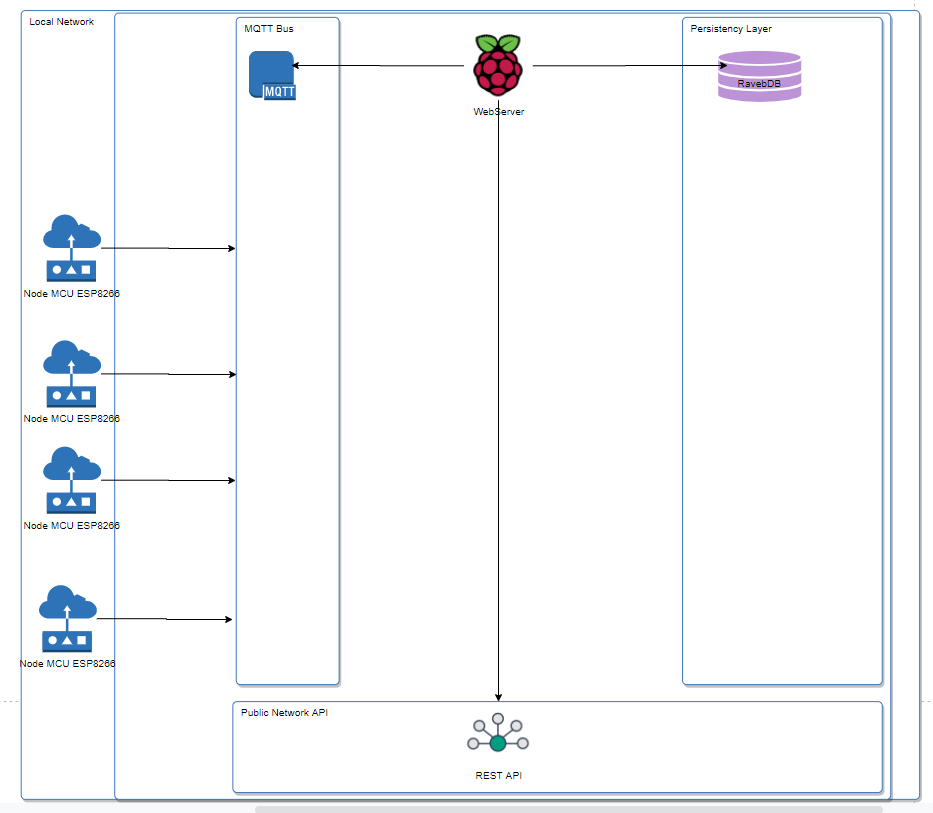 Local Network
MQTT Bus
Persistency Layer
MQTT
RavebDB
WebServer
Node MCU ESP8266
Node MCU ESP8266
Node MCU ESP8266
Node MCU ESP8266
Public Network API
REST API